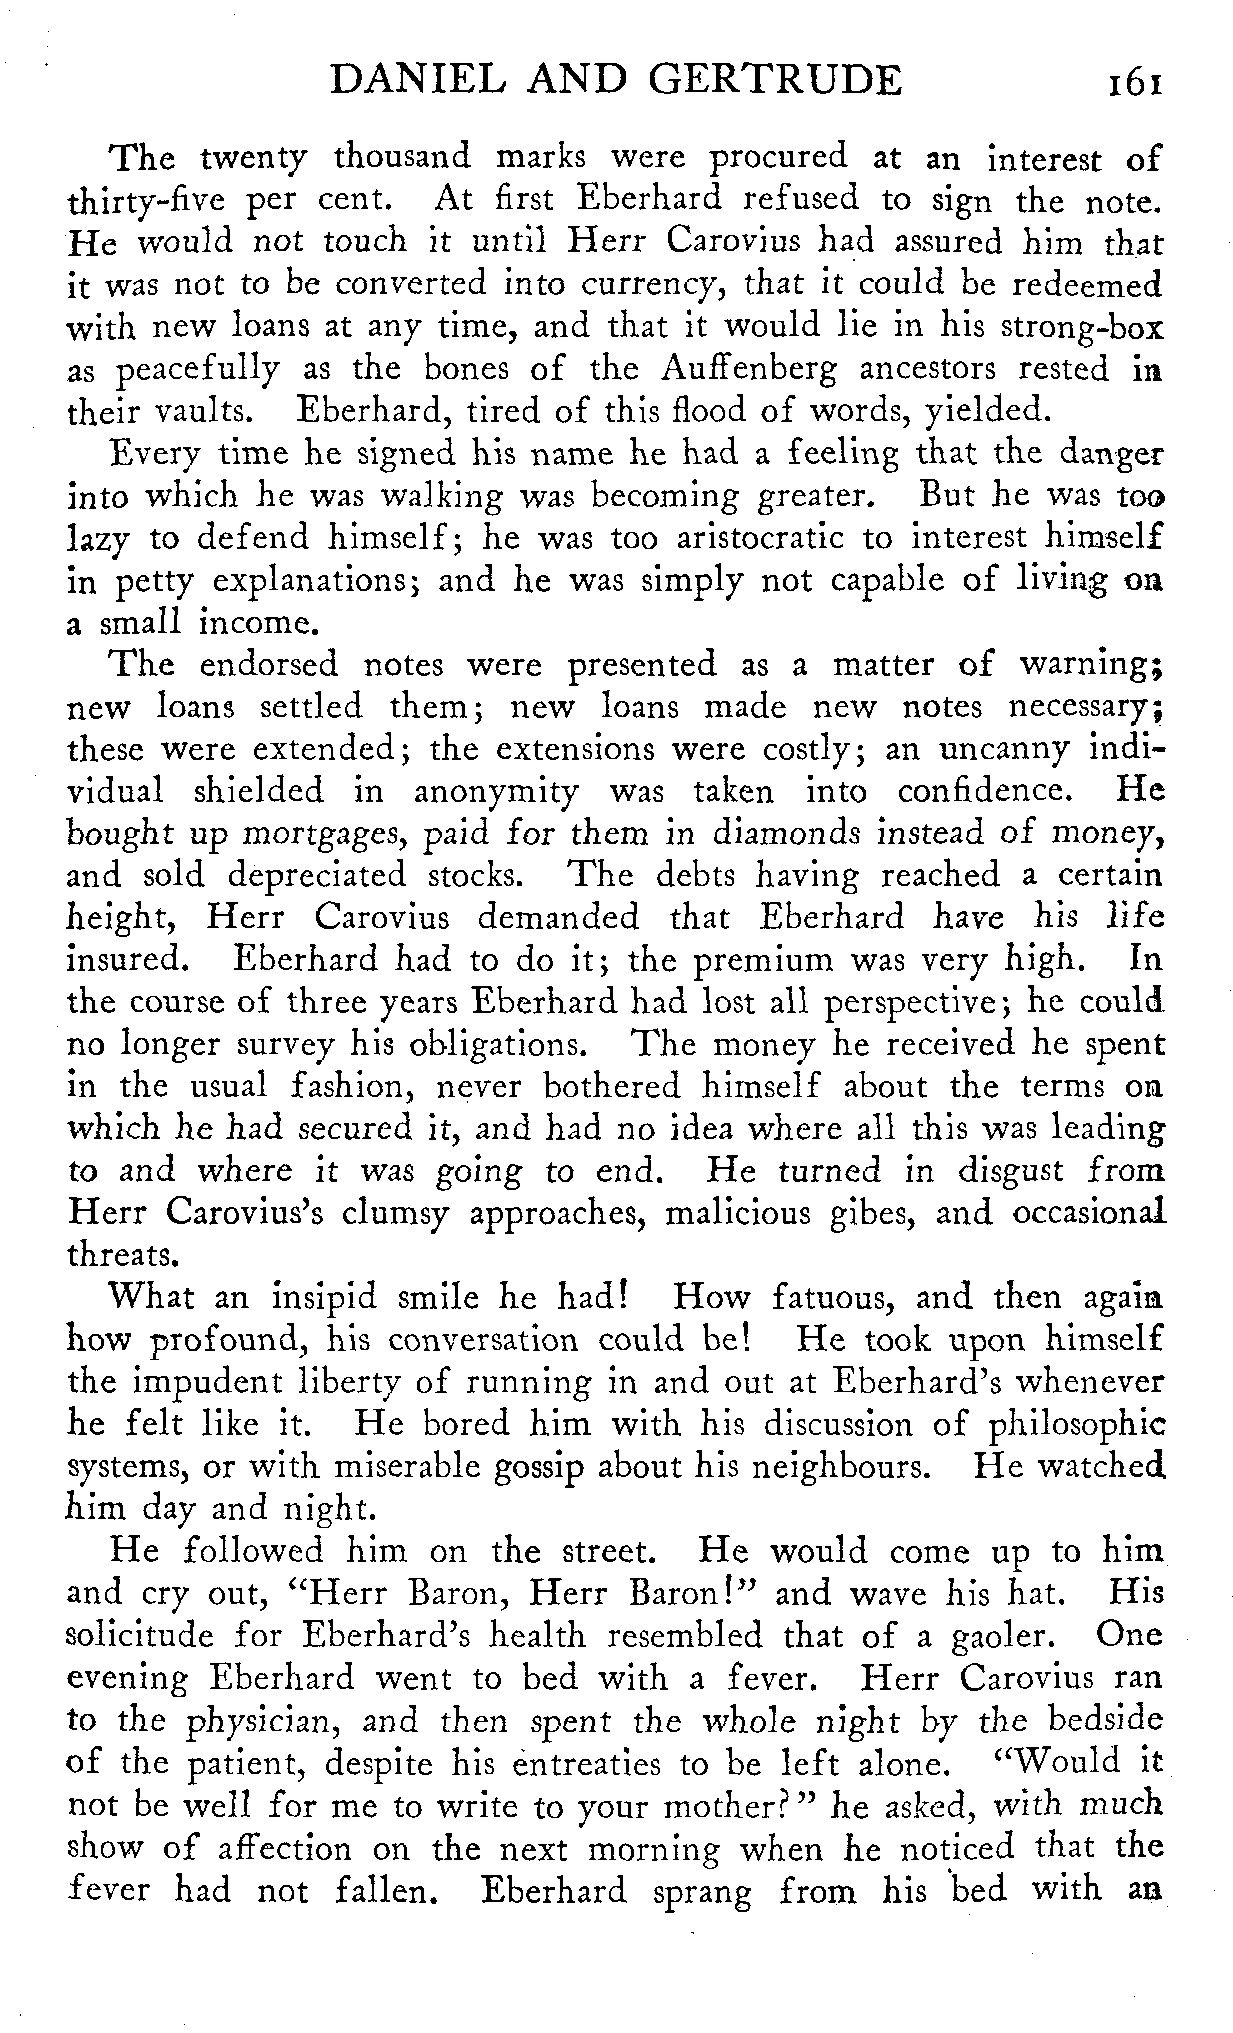 DANIEL AND GERTRUDE 161
The twenty thousand marks were procured at an interest of
thirty-five per cent. At first Eberhard refused to sign the note.
He would not touch it until Herr Carovius had assured him that
it was not to be converted into currency, that it could be redeemed
with new loans at any time, and that it would lie in his strong-box
as peacefully as the bones of the Auffenberg ancestors rested in
their vaults. Eberhard, tired of this flood of words, yielded.
Every time he signed his name he had a feeling that the danger
into which he was walking was becoming greater. But he was too
lazy to defend himself; he was too aristocratic to interest himself
in petty explanations; and he was simply not capable of living on
a small income.
The endorsed notes were presented as a matter of warning;
new loans settled them; new loans made new notes necessary;
these were extended; the extensions were costly; an uncanny indi-
vidual shielded in anonymity was taken into confidence. He
bought up mortgages, paid for them in diamonds instead of money,
and sold depreciated stocks. The debts having reached a certain
height, Herr Carovius demanded that Eberhard have his life
insured. Eberhard had to do it; the premium was very high. In
the course of three years Eberhard had lost all perspective; he could
no longer survey his obligations. The money he received he spent
in the usual fashion, never bothered himself about the terms on
which he had secured it, and had no idea where all this was leading
to and where it was going to end. He turned in disgust from
Herr Carovius's clumsy approaches, malicious gibes, and occasional
threats.
What an insipid smile he had! How fatuous, and then again
how profound, his conversation could be! He took upon himself
the impudent liberty of running in and out at Eberhard's whenever
he felt like it. He bored him with his discussion of philosophic
systems, or with miserable gossip about his neighbours. He watched
him day and night.
He followed him on the street. He would come up to him
and cry out, "Herr Baron, Herr Baron!" and wave his hat. His
solicitude for Eberhard's health resembled that of a gaoler. One
evening Eberhard went to bed with a fever. Herr Carovius ran
to the physician, and then spent the whole night by the bedside
of the patient, despite his entreaties to be left alone. "Would it
not be well for me to write to your mother?" he asked, with much
show of affection on the next morning when he noticed that the
fever had not fallen. Eberhard sprang from his bed with an